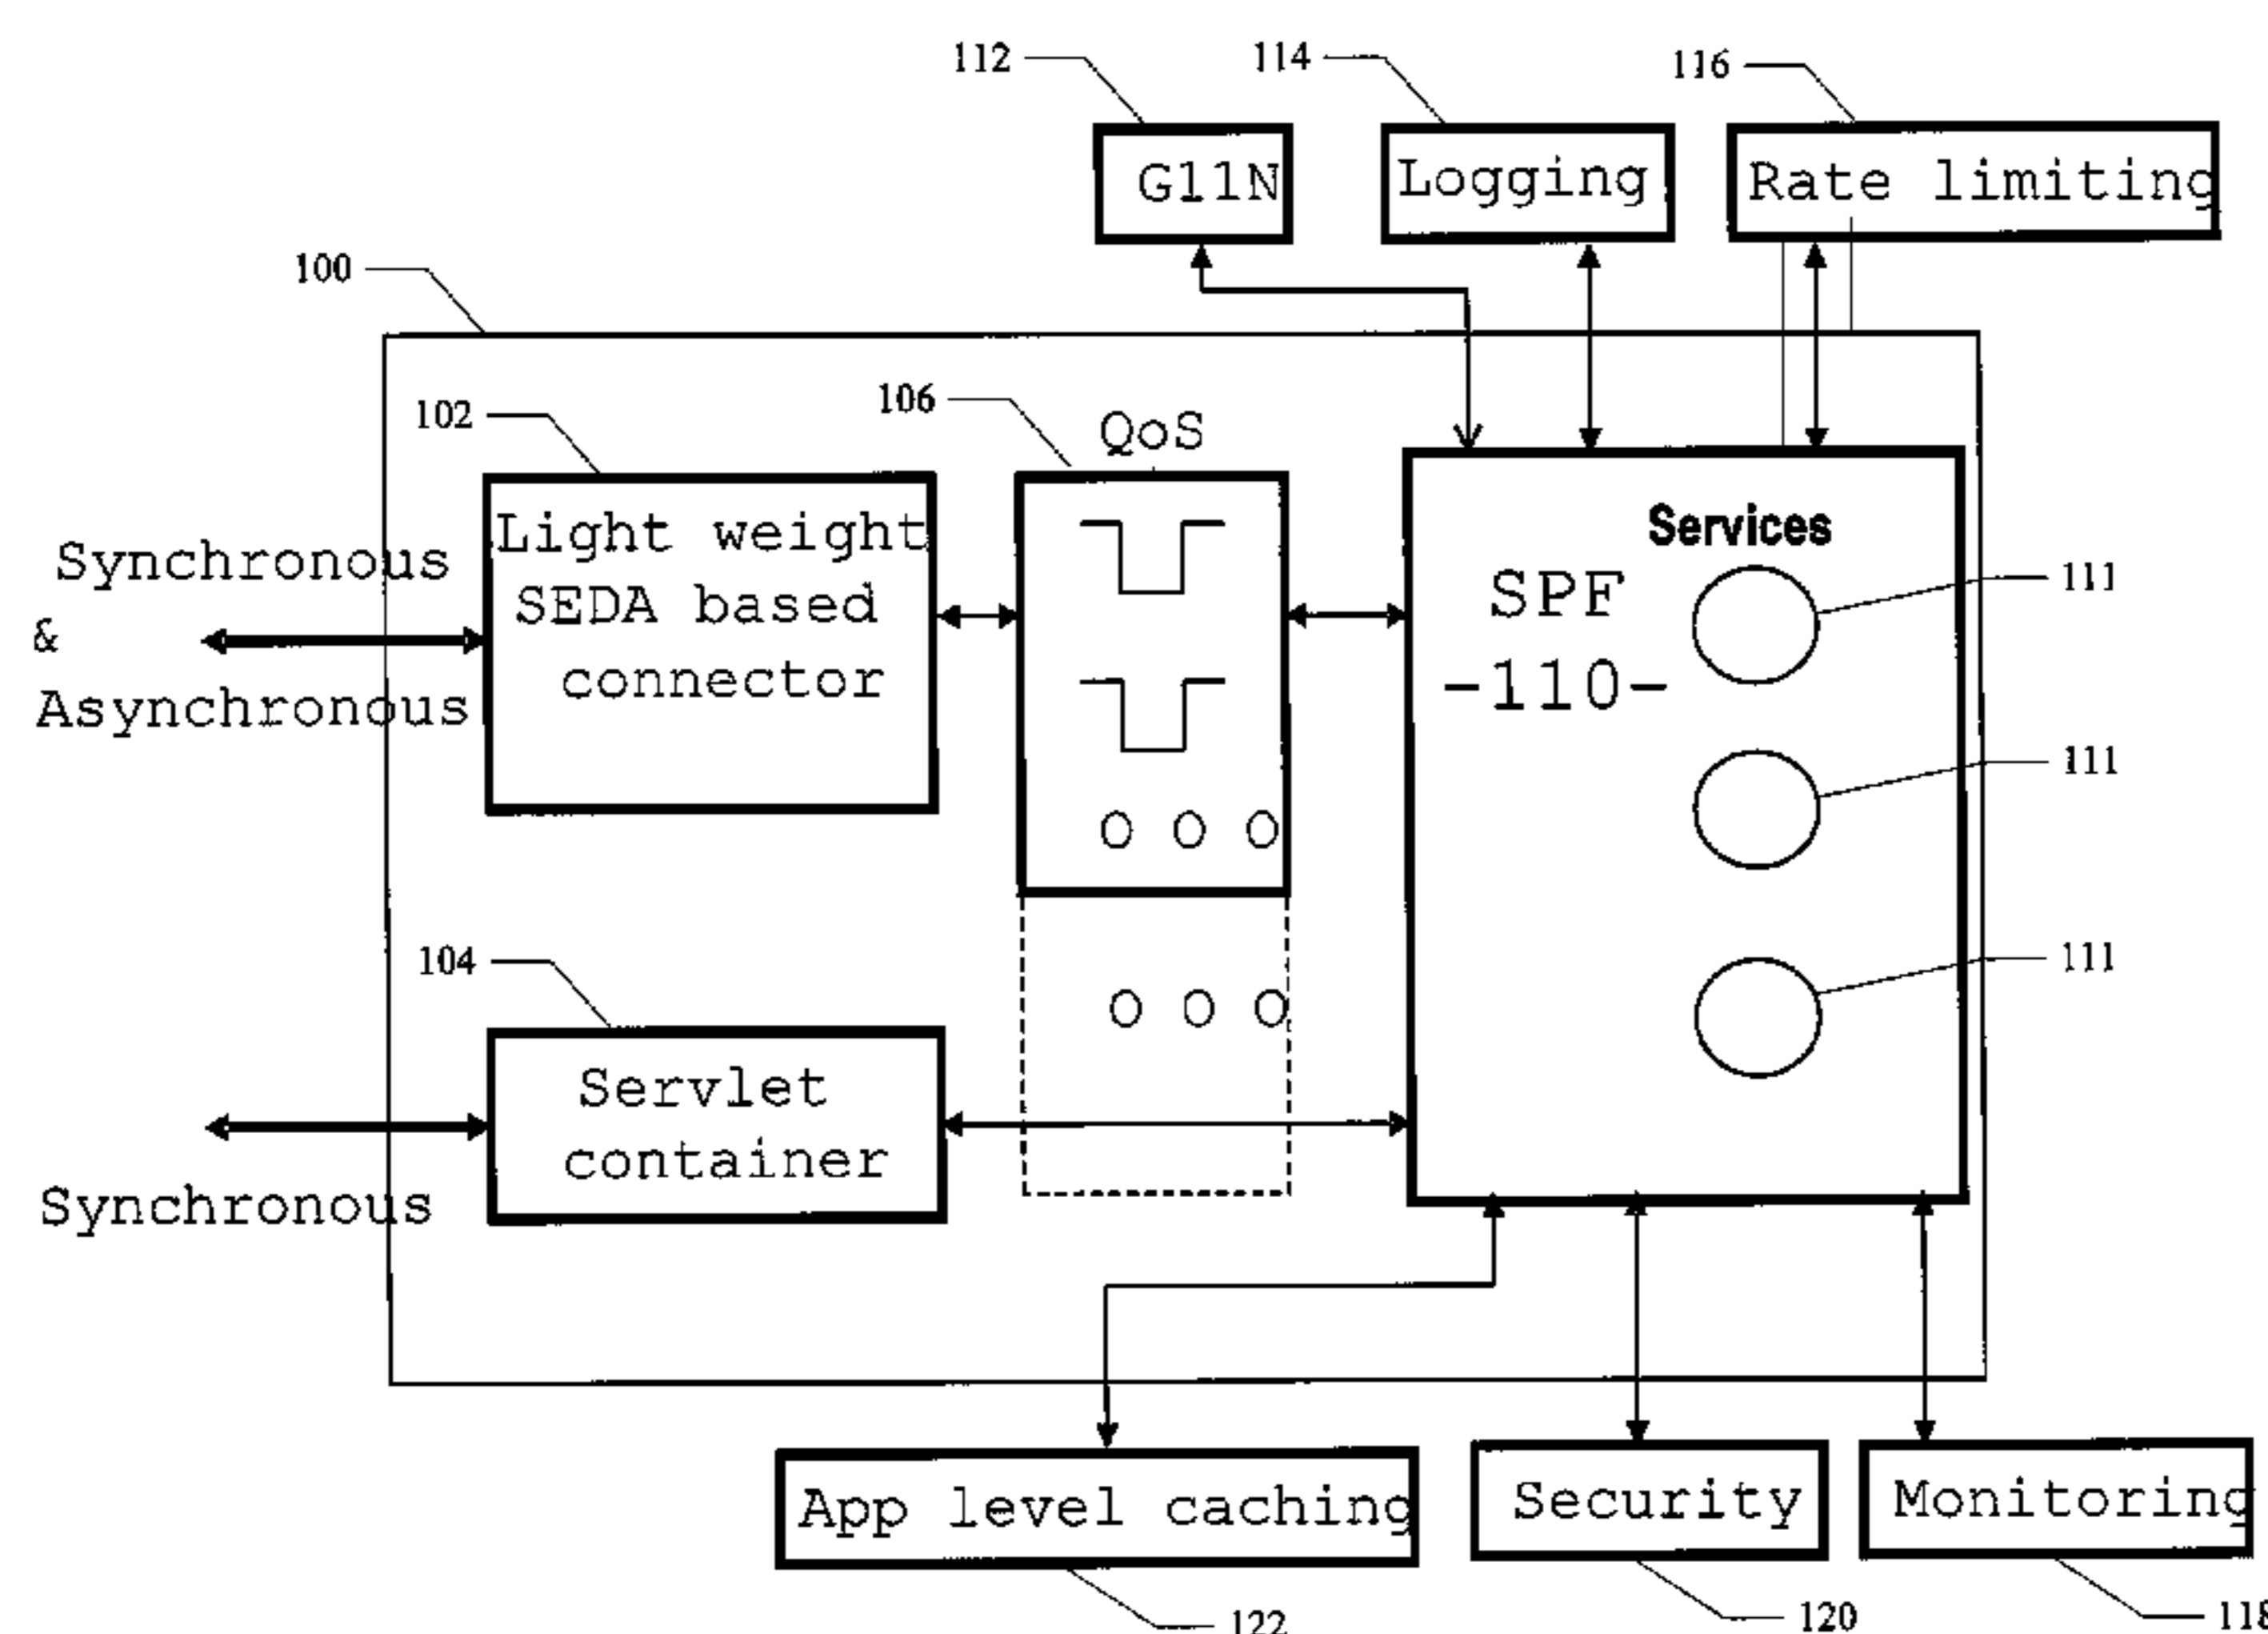 112
114
116
G11N
Logging
Rate limiting
100
102
106
QoS
Light weight
SEDA based
connector
Synchronous
&
Asynchronous
Services
SPF
-110-
111
111
111
104
Servlet
container
Synchronous
App level caching
Security
Monitoring
122
120
118